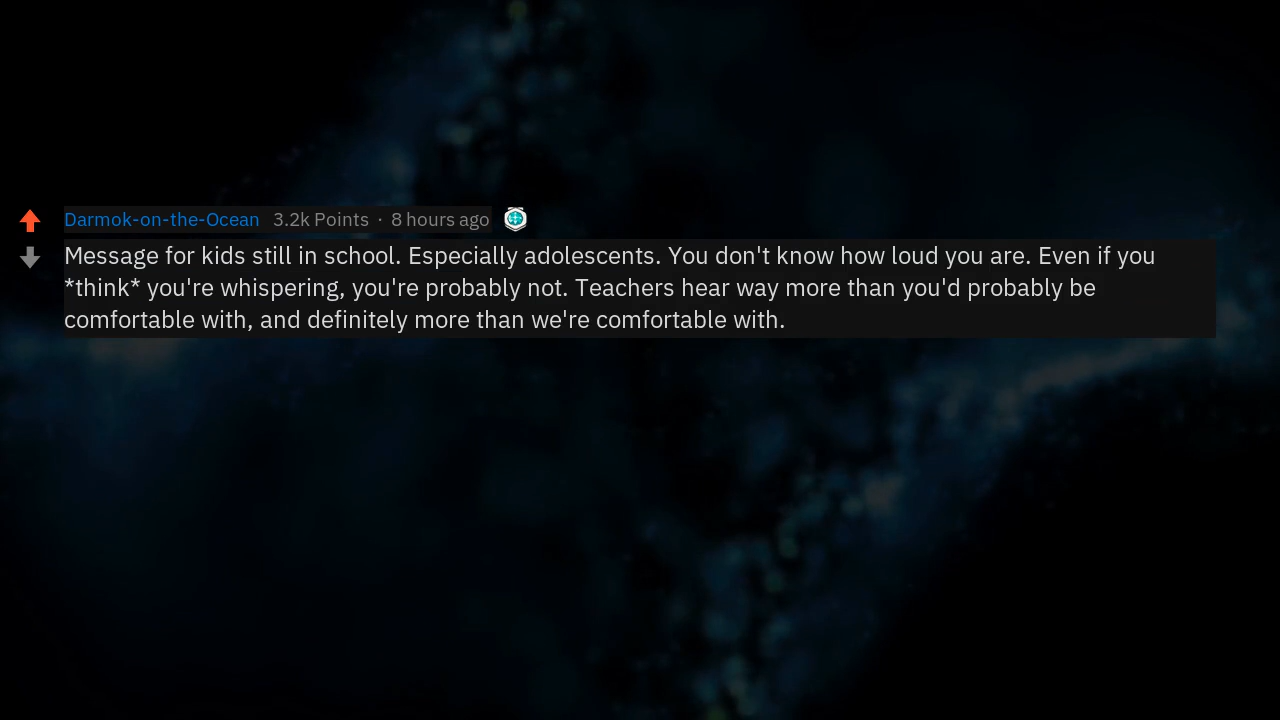 Darmok-on-the-Ocean 3.2k Points · 8 hours ago
Message for kids still in school. Especially adolescents. You don't know how loud you are. Even if you
*think* you're whispering, you're probably not. Teachers hear way more than you'd probably be
comfortable with, and definitely more than we're comfortable with.